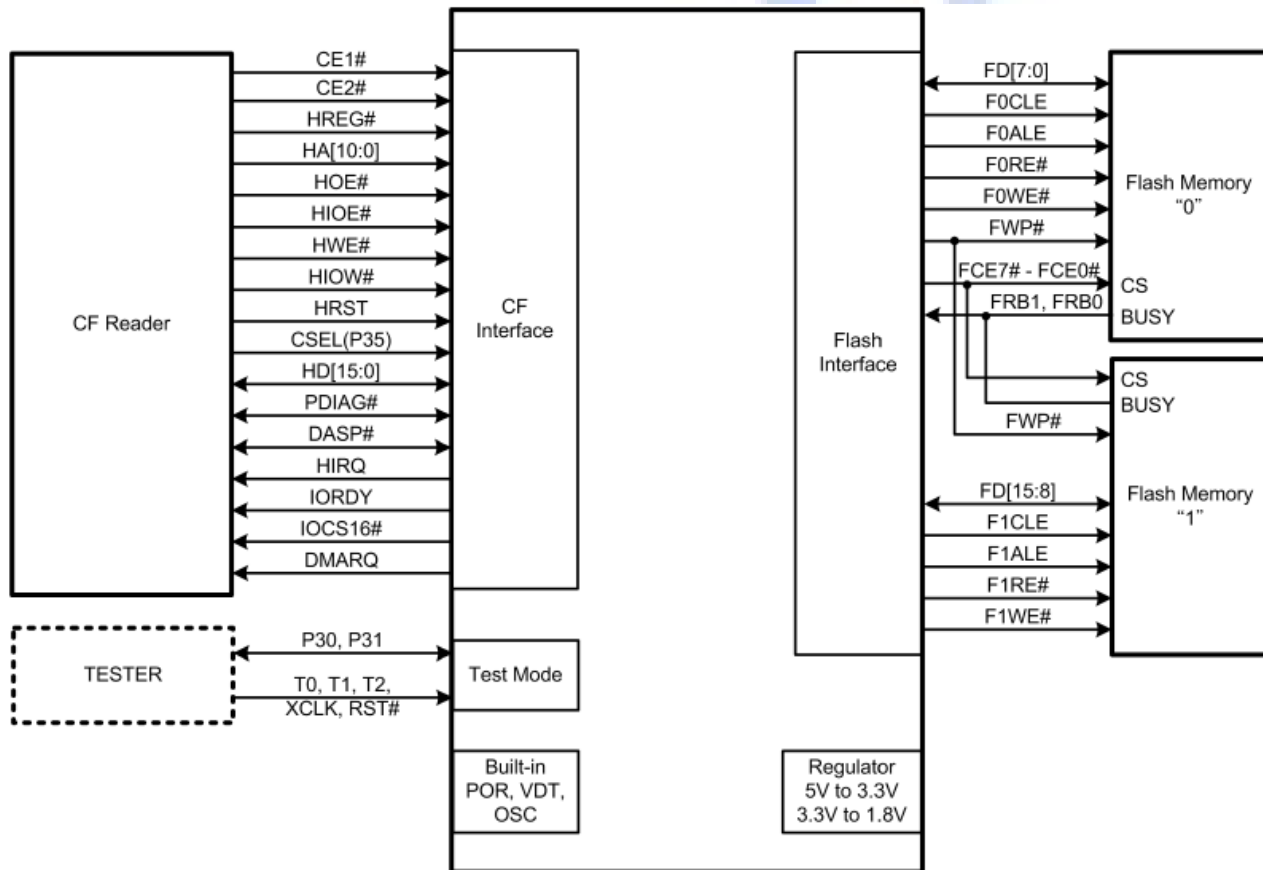 CE1#
CE2#
HREG#
HA[10:0]
HOE#
HIOE#
HWE#
HIOW#
HRST
CSEL(P35)
HD[15:0]
PDIAG#
DASP#
HIRQ
IORDY
IOCS16#
DMARQ
CF Reader
CF
Interface
TESTER
P30, P31
T0, T1, T2,
XCLK, RST#
Test Mode
Built-in
POR, VDT,
OSC
Flash
Interface
Regulator
5V to 3.3V
3.3V to 1.8V
FD[7:0]
F0CLE
F0ALE
F0RE#
F0WE#
FWP#
FCE7# - FCE0#
FRB1, FRB0
Flash Memory
“0”
CS
BUSY
CS
BUSY
FWP#
FD[15:8]
F1CLE
F1ALE
F1RE#
F1WE#
Flash Memory
“1”